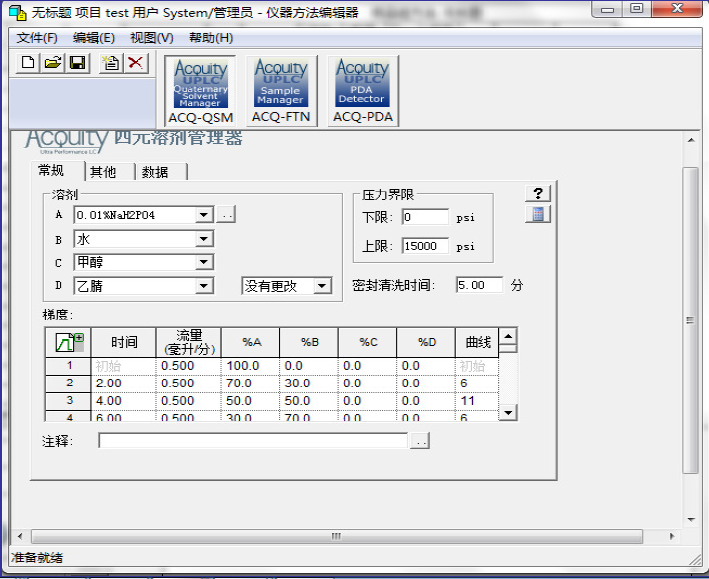 无标题 项目 test 用户 System/管理员 - 仪器方法编辑器
文件(F) 编辑(E) 视图(V) 帮助(H)
Acquity UPLC Quaternary Solvent Manager
ACQ-QSM
Acquity UPLC Sample Manager
ACQ-FTN
Acquity UPLC PDA Detector
ACQ-PDA
Acquity 四元溶剂管理器
Ultra Performance LC
常规 其他 数据
溶剂
A 0.01%NaH2PO4 ..
B 水
C 甲醇
D 乙腈 没有更改
压力界限
下限: 0 psi
上限: 15000 psi
?
密封清洗时间: 5.00 分
梯度:
时间 流量(毫升/分) %A %B %C %D 曲线
1 初始 0.500 100.0 0.0 0.0 0.0 初始
2 2.00 0.500 70.0 30.0 0.0 0.0 6
3 4.00 0.500 50.0 50.0 0.0 0.0 11
4 6.00 0.500 30.0 70.0 0.0 0.0 6
注释: ..
准备就绪